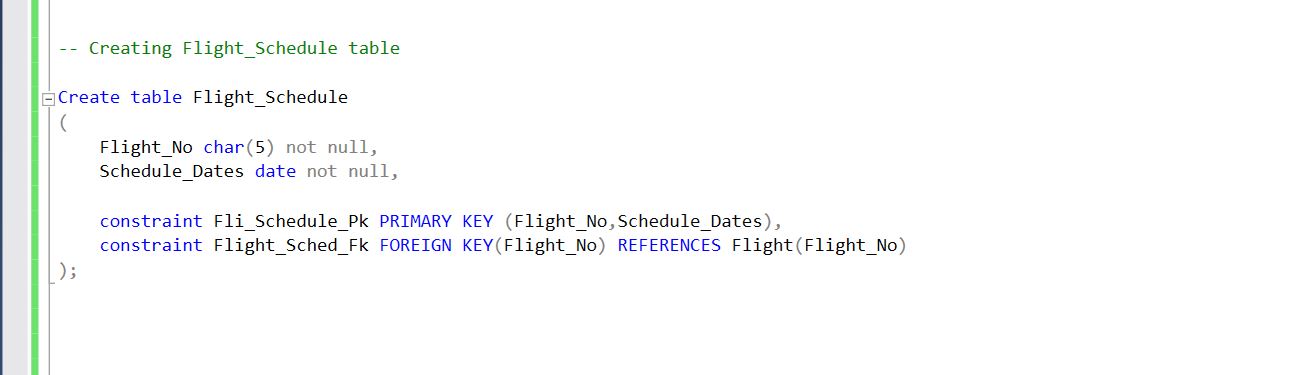 -- Creating Flight_Schedule table
Create table Flight_Schedule
(
Flight_No char(5) not null,
Schedule_Dates date not null,
constraint Fli_Schedule_Pk PRIMARY KEY (Flight_No,Schedule_Dates),
constraint Flight_Sched_Fk FOREIGN KEY(Flight_No) REFERENCES Flight(Flight_No)
);